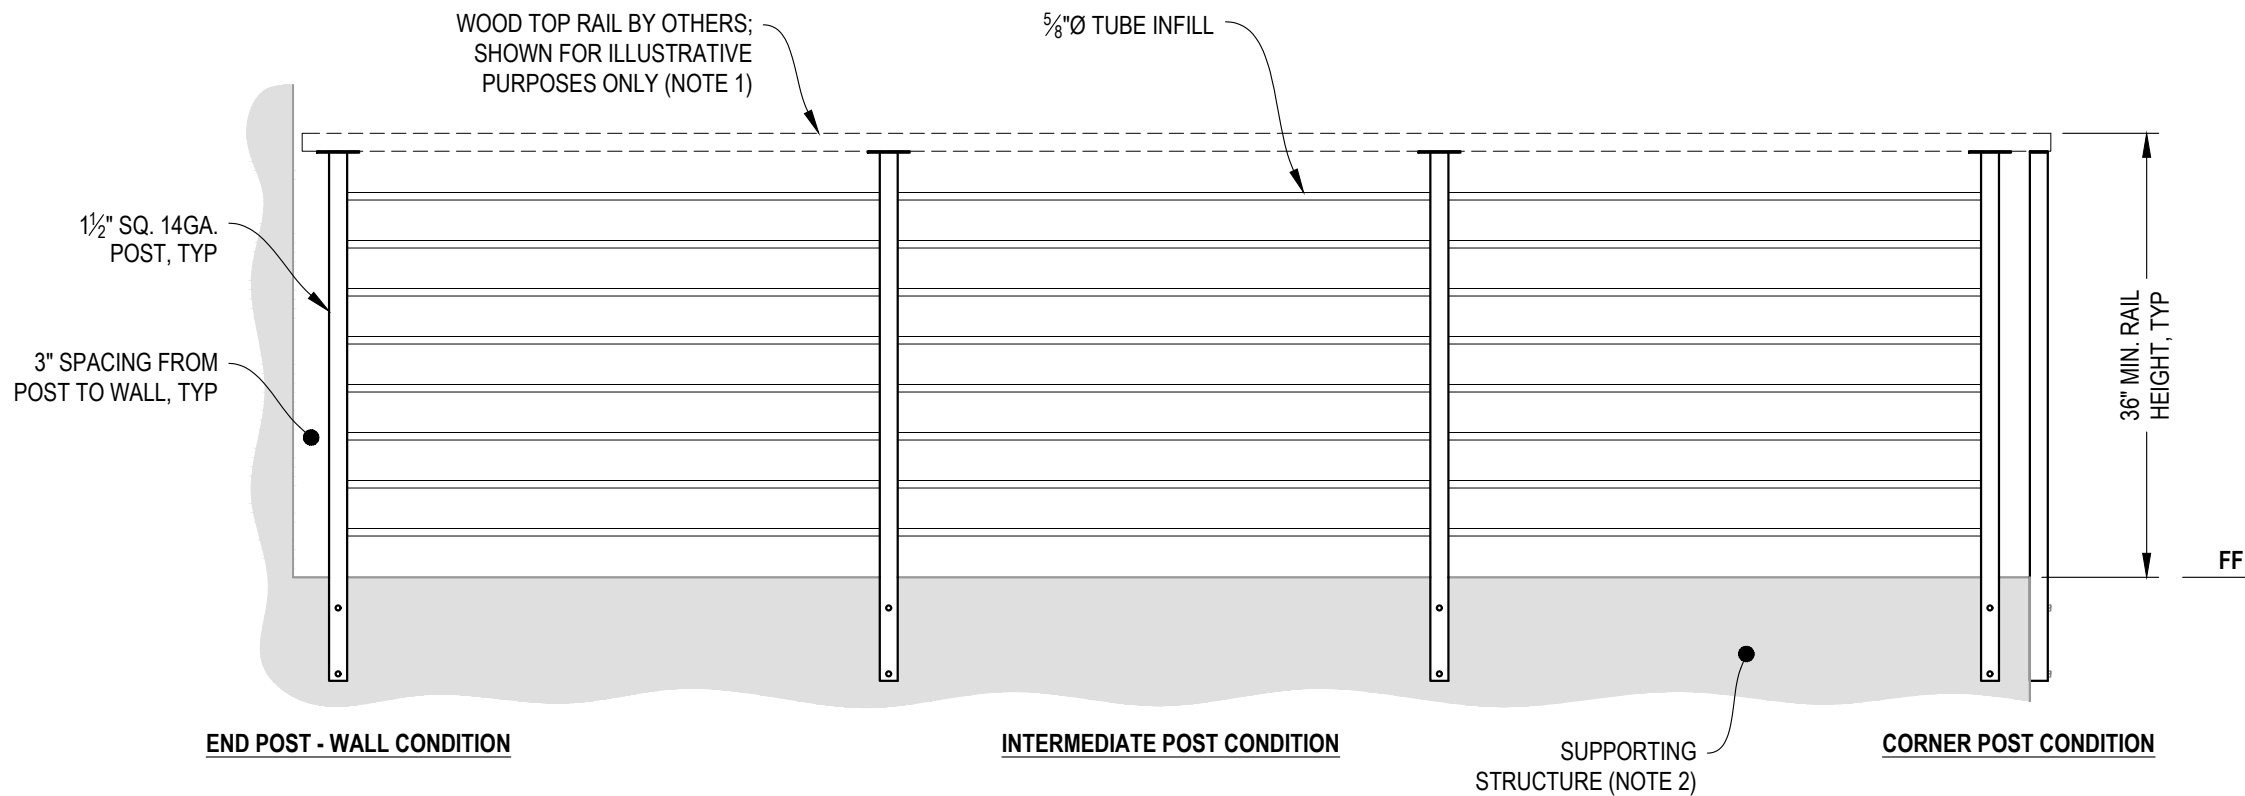 WOOD TOP RAIL BY OTHERS;
SHOWN FOR ILLUSTRATIVE
PURPOSES ONLY (NOTE 1)
⅝"Ø TUBE INFILL
1½" SQ. 14GA.
POST, TYP
3" SPACING FROM
POST TO WALL, TYP
36" MIN. RAIL
HEIGHT, TYP
FF
END POST - WALL CONDITION
INTERMEDIATE POST CONDITION
SUPPORTING
STRUCTURE (NOTE 2)
CORNER POST CONDITION